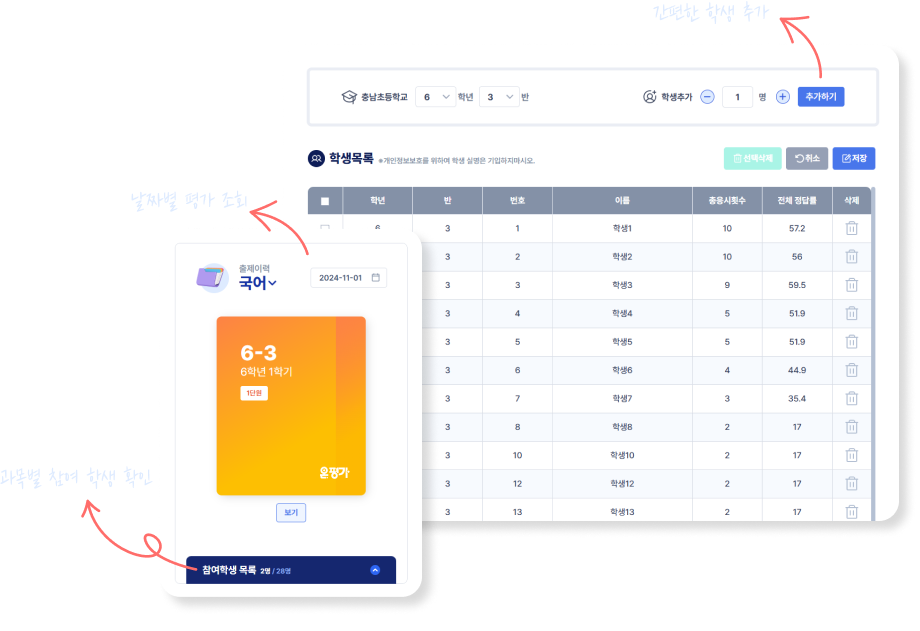 간편한 학생 추가
충남초등학교 6 학년 3 반 학생추가 1 명 추가하기
학생목록 *개인정보보호를 위하여 학생 실명은 기입하지마시오. 선택삭제 취소 저장
학년 반 번호 이름 총응시횟수 전체 정답률 삭제
6 3 1 학생1 10 57.2
3 2 학생2 10 56
3 3 학생3 9 59.5
3 4 학생4 5 51.9
3 5 학생5 5 51.9
3 6 학생6 4 44.9
3 7 학생7 3 35.4
3 8 학생8 2 17
3 10 학생10 2 17
3 12 학생12 2 17
3 13 학생13 2 17
날짜별 평가 조회
출제이력
국어
2024-11-01
6-3
6학년 1학기
1단원
온평가
보기
과목별 참여 학생 확인
참여학생 목록 2명 / 28명